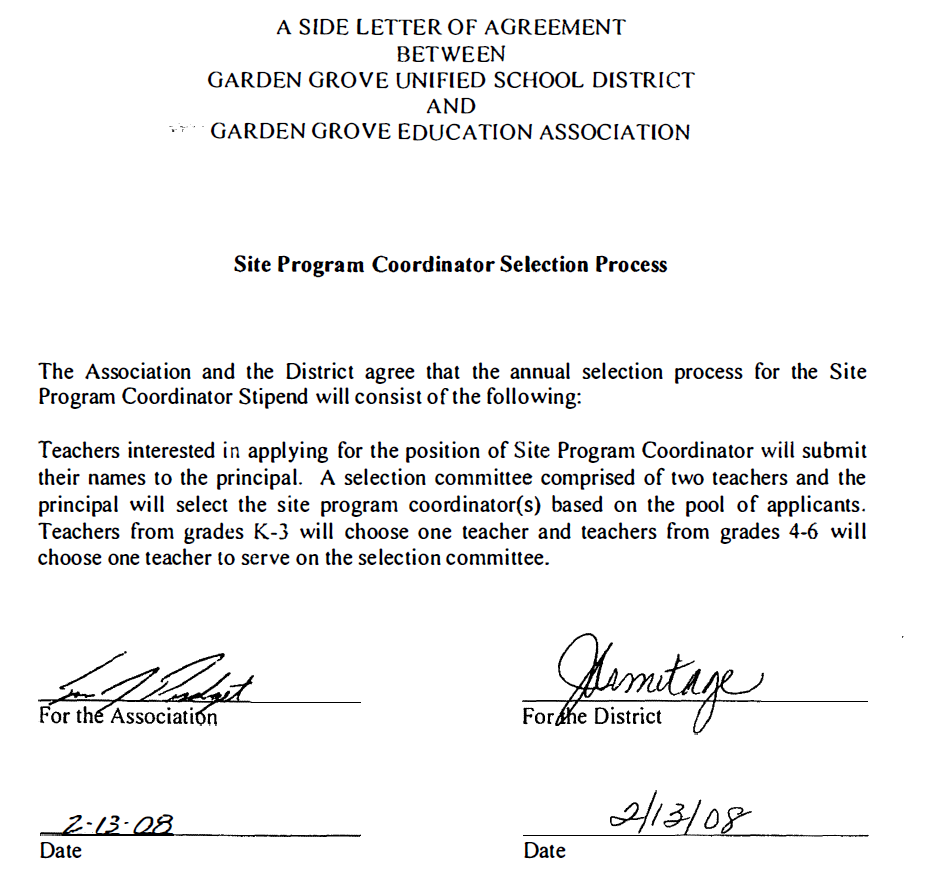 A SIDE LETTER OF AGREEMENT
BETWEEN
GARDEN GROVE UNIFIED SCHOOL DISTRICT
AND
GARDEN GROVE EDUCATION ASSOCIATION
Site Program Coordinator Selection Process
The Association and the District agree that the annual selection process for the Site
Program Coordinator Stipend will consist of the following:
Teachers interested in applying for the position of Site Program Coordinator will submit
their names to the principal. A selection committee comprised of two teachers and the
principal will select the site program coordinator(s) based on the pool of applicants.
Teachers from grades K-3 will choose one teacher and teachers from grades 4-6 will
choose one teacher to serve on the selection committee.
For the Association
For the District
2-13-08
2/13/08
Date
Date